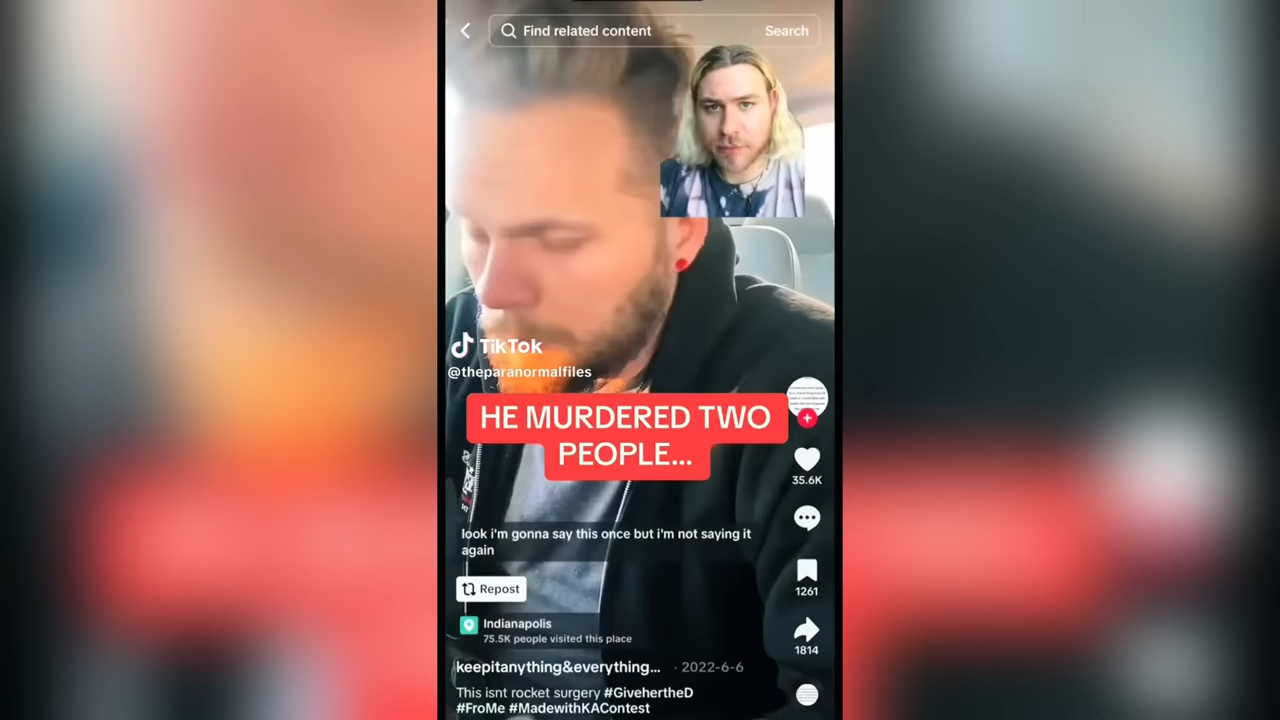 Find related content
Search
TikTok
@theparanormalfiles
HE MURDERED TWO
PEOPLE...
35.6K
look i'm gonna say this once but i'm not saying it
again
1261
Repost
Indianapolis
75.5K people visited this place
1814
keepitanything&everything... · 2022-6-6
This isnt rocket surgery #GivehertheD
#FroMe #MadewithKAContest